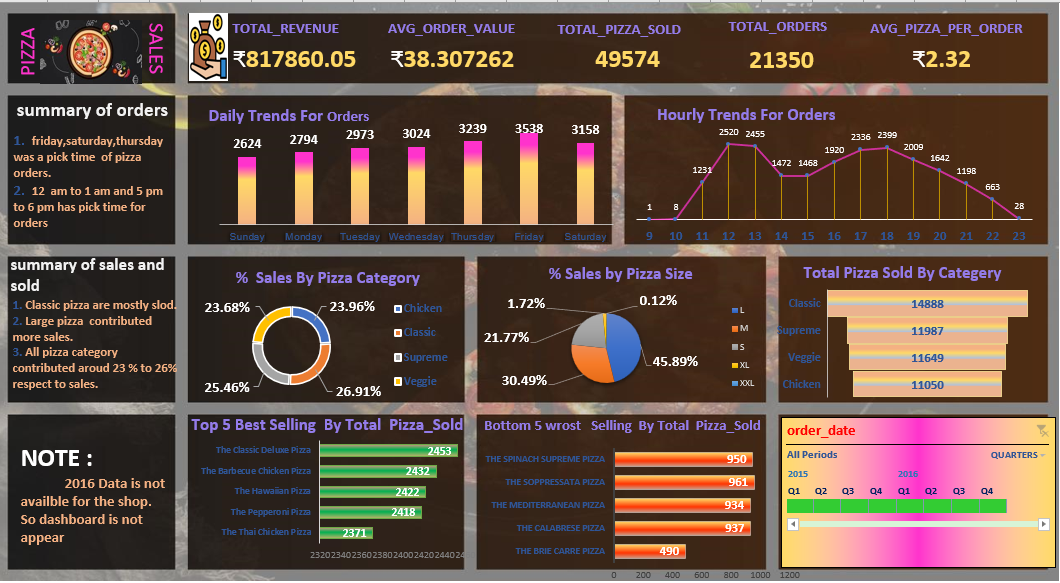 PIZZA
SALES
TOTAL_REVENUE
₹817860.05
AVG_ORDER_VALUE
₹38.307262
TOTAL_PIZZA_SOLD
49574
TOTAL_ORDERS
21350
AVG_PIZZA_PER_ORDER
₹2.32
summary of orders
1. friday,saturday,thursday
was a pick time of pizza
orders.
2. 12 am to 1 am and 5 pm
to 6 pm has pick time for
orders
Daily Trends For Orders
2624 2794 2973 3024 3239 3538 3158
Sunday Monday Tuesday Wednesday Thursday Friday Saturday
Hourly Trends For Orders
1 8 1231 2520 2455 1472 1468 1920 2336 2399 2009 1642 1198 663 28
9 10 11 12 13 14 15 16 17 18 19 20 21 22 23
summary of sales and
sold
1. Classic pizza are mostly slod.
2. Large pizza contributed
more sales.
3. All pizza category
contributed aroud 23 % to 26%
respect to sales.
% Sales By Pizza Category
23.68%
23.96%
25.46%
26.91%
Chicken
Classic
Supreme
Veggie
% Sales by Pizza Size
1.72%
0.12%
21.77%
45.89%
30.49%
L
M
S
XL
XXL
Total Pizza Sold By Category
Classic 14888
Supreme 11987
Veggie 11649
Chicken 11050
NOTE :
2016 Data is not
availble for the shop.
So dashboard is not
appear
Top 5 Best Selling By Total Pizza_Sold
The Classic Deluxe Pizza 2453
The Barbecue Chicken Pizza 2432
The Hawaiian Pizza 2422
The Pepperoni Pizza 2418
The Thai Chicken Pizza 2371
2320 2340 2360 2380 2400 2420 2440 24
Bottom 5 wrost Selling By Total Pizza_Sold
THE SPINACH SUPREME PIZZA 950
THE SOPPRESSATA PIZZA 961
THE MEDITERRANEAN PIZZA 934
THE CALABRESE PIZZA 937
THE BRIE CARRE PIZZA 490
0 200 400 600 800 1000 1200
order_date
All Periods QUARTERS
2015 2016
Q1 Q2 Q3 Q4 Q1 Q2 Q3 Q4